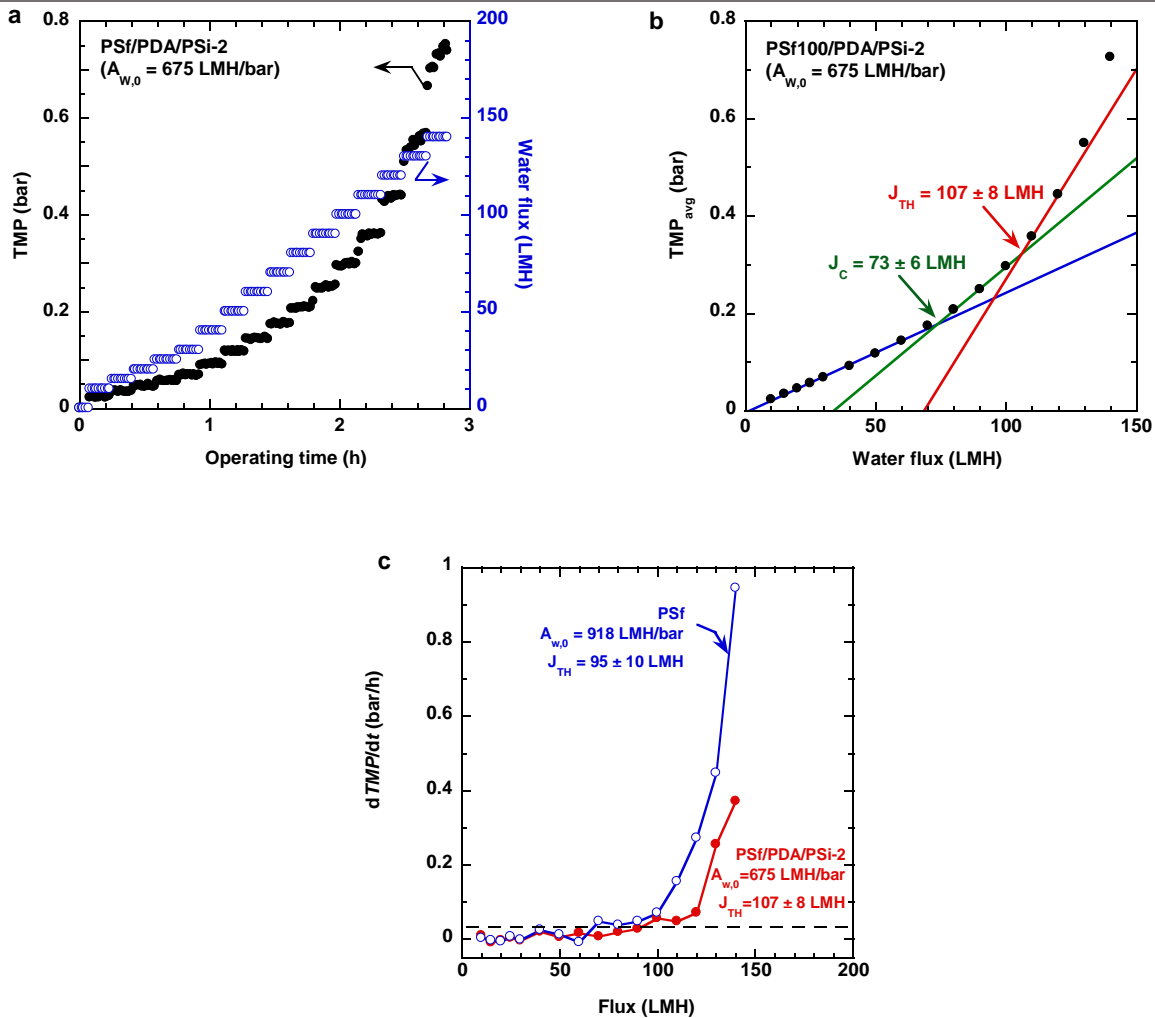 a
PSf/PDA/PSi-2
(A_W,0 = 675 LMH/bar)
TMP (bar)
0.8
0.6
0.4
0.2
0
200
150
100
50
0
Water flux (LMH)
0 1 2 3
Operating time (h)
b
PSf100/PDA/PSi-2
(A_W,0 = 675 LMH/bar)
TMP_avg (bar)
0.8
0.6
0.4
0.2
0
J_TH = 107 ± 8 LMH
J_C = 73 ± 6 LMH
0 50 100 150
Water flux (LMH)
c
dTMP/dt (bar/h)
1
0.8
0.6
0.4
0.2
0
PSf
A_w,0 = 918 LMH/bar
J_TH = 95 ± 10 LMH
PSf/PDA/PSi-2
A_w,0=675 LMH/bar
J_TH=107 ± 8 LMH
0 50 100 150 200
Flux (LMH)